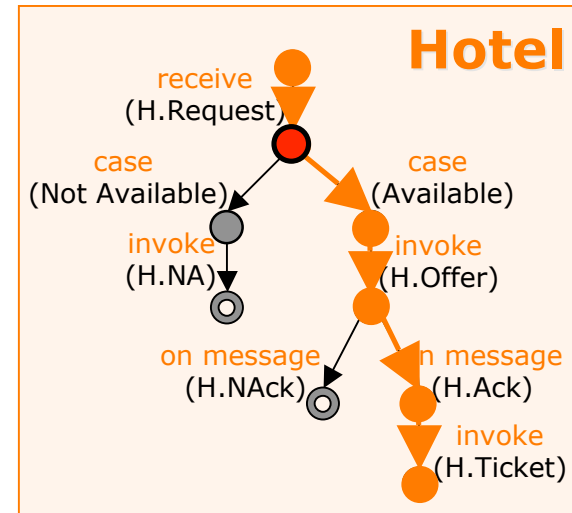 Hotel
receive
(H.Request)
case
(Not Available)
case
(Available)
invoke
(H.NA)
invoke
(H.Offer)
on message
(H.NAck)
n message
(H.Ack)
invoke
(H.Ticket)